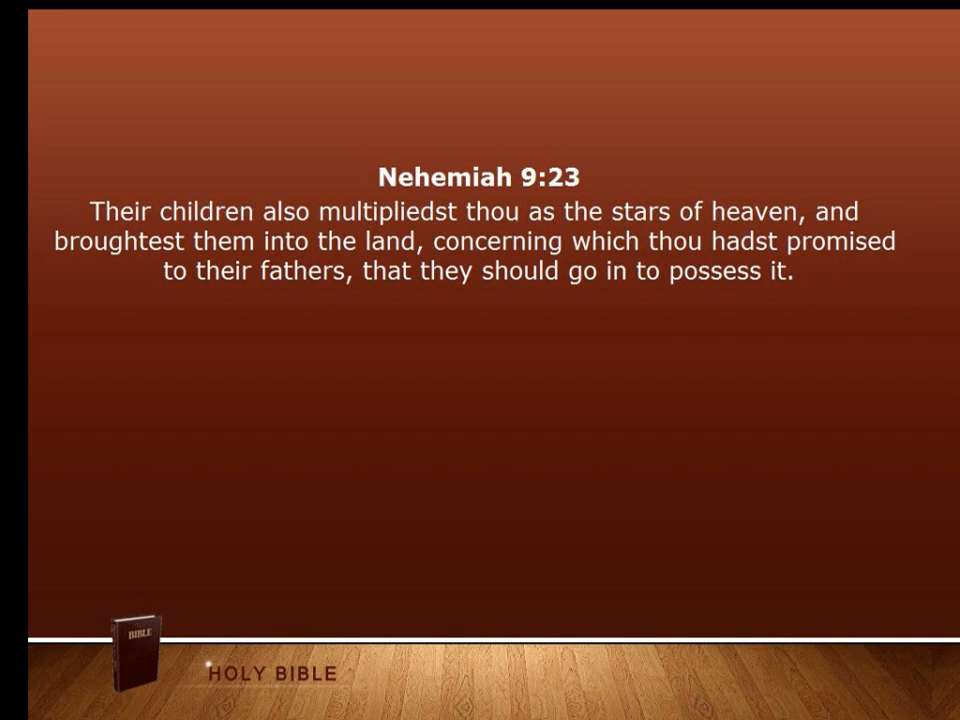 Nehemiah 9:23
Their children also multipliedst thou as the stars of heaven, and
broughtest them into the land, concerning which thou hadst promised
to their fathers, that they should go in to possess it.
BIBLE
HOLY BIBLE